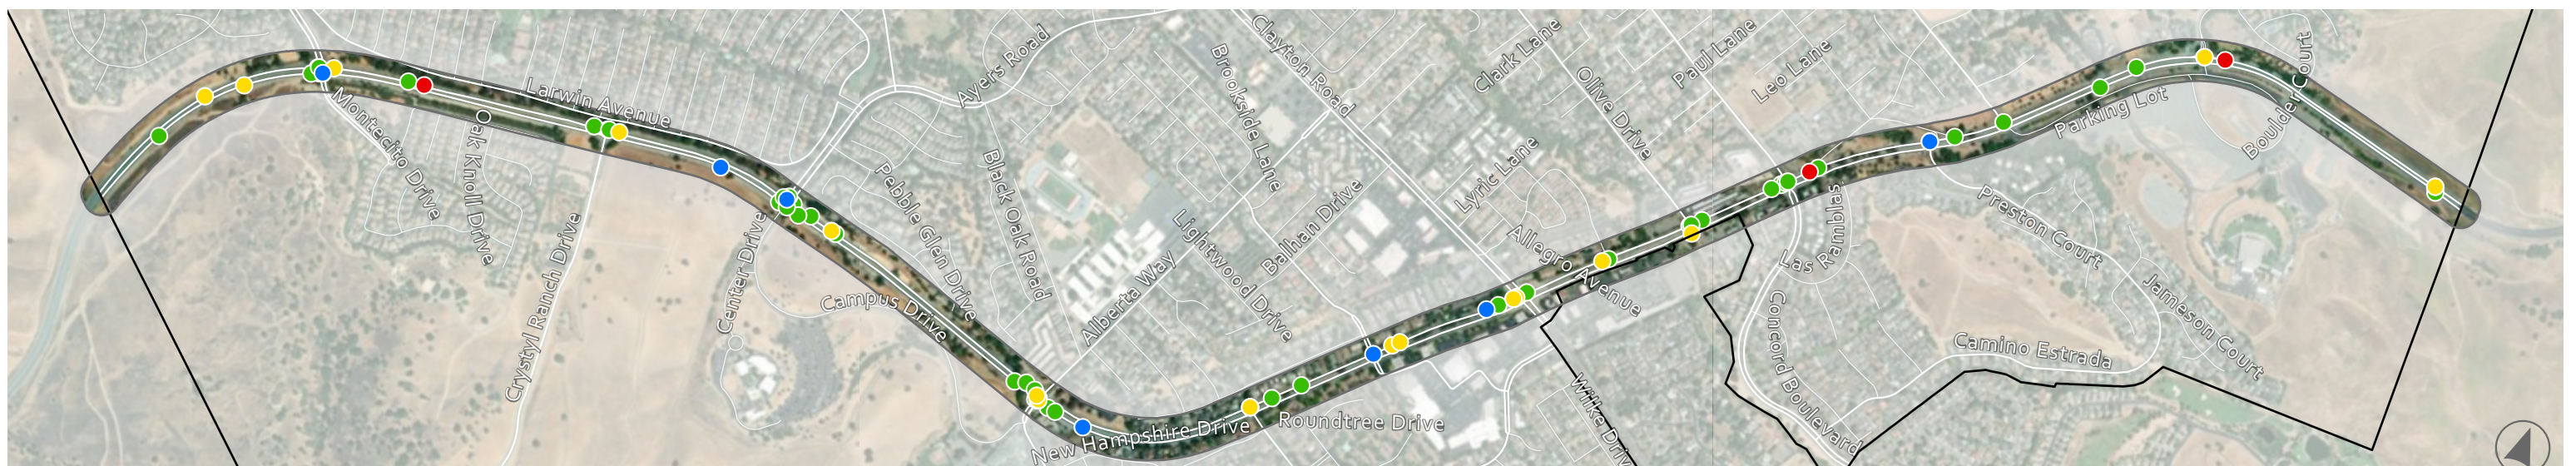 Larwin Avenue
Montecito Drive
Oak Knoll Drive
Crystyl Ranch Drive
Center Drive
Campus Drive
Pebble Glen Drive
Black Oak Road
Ayers Road
Alberta Way
Lightwood Drive
Brookside Lane
Bailhan Drive
Clayton Road
New Hampshire Drive
Roundtree Drive
Clark Lane
Olive Drive
Lyric Lane
Allegro Avenue
Wilke Driv
Paul Lane
Leo Lane
Las Ramblas
Concord Boulevard
Camino Estrada
Preston Court
Jameson Court
Parking Lot
Boulder Court